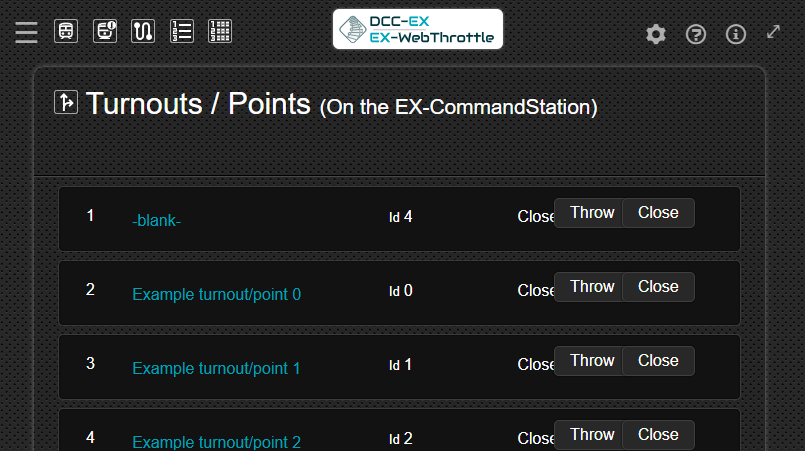 DCC-EX
EX-WebThrottle
Turnouts / Points (On the EX-CommandStation)
1 -blank- Id 4 Close Throw Close
2 Example turnout/point 0 Id 0 Close Throw Close
3 Example turnout/point 1 Id 1 Close Throw Close
4 Example turnout/point 2 Id 2 Close Throw Close